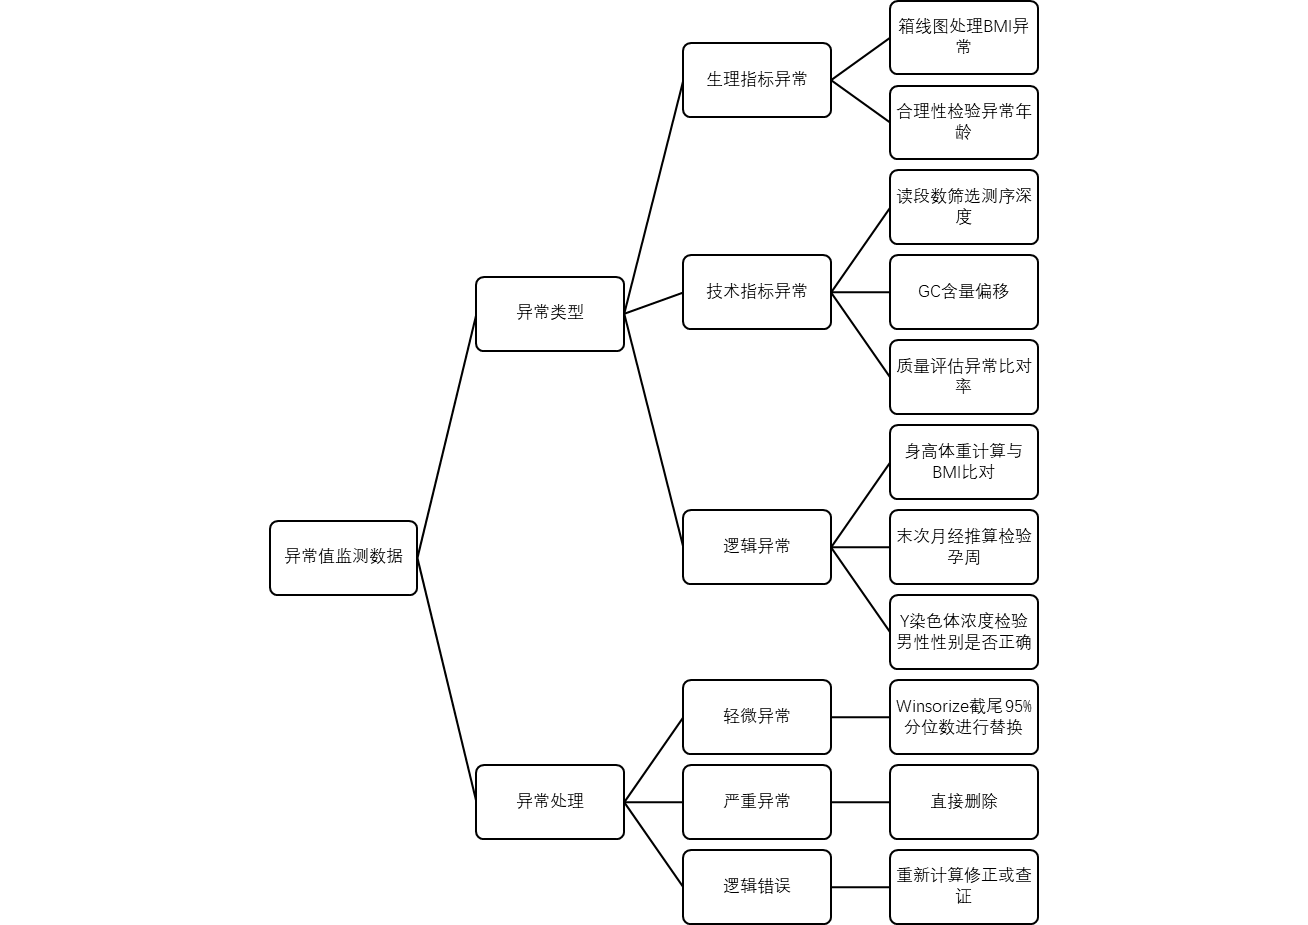 异常值监测数据
异常类型
生理指标异常
箱线图处理BMI异
常
合理性检验异常年
龄
技术指标异常
读段数筛选测序深
度
GC含量偏移
质量评估异常比对
率
逻辑异常
身高体重计算与
BMI比对
末次月经推算检验
孕周
Y染色体浓度检验
男性性别是否正确
异常处理
轻微异常
Winsorize截尾95%
分位数进行替换
严重异常
直接删除
逻辑错误
重新计算修正或查
证